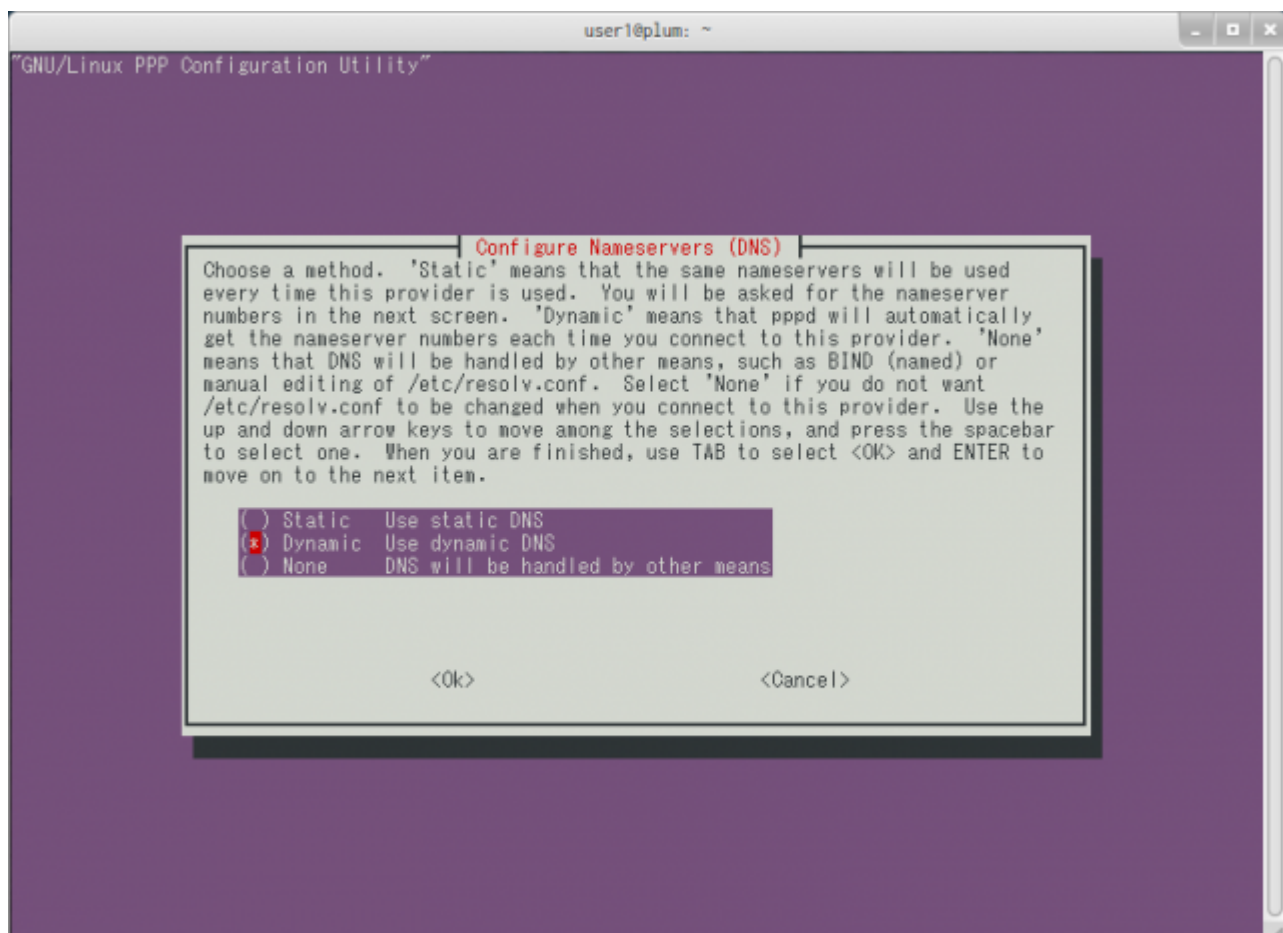 user1@plum: ~
"GNU/Linux PPP Configuration Utility"
Configure Nameservers (DNS)
Choose a method.  'Static' means that the same nameservers will be used
every time this provider is used.  You will be asked for the nameserver
numbers in the next screen.  'Dynamic' means that pppd will automatically
get the nameserver numbers each time you connect to this provider.  'None'
means that DNS will be handled by other means, such as BIND (named) or
manual editing of /etc/resolv.conf.  Select 'None' if you do not want
/etc/resolv.conf to be changed when you connect to this provider.  Use the
up and down arrow keys to move among the selections, and press the spacebar
to select one.  When you are finished, use TAB to select <OK> and ENTER to
move on to the next item.
( ) Static   Use static DNS
(*) Dynamic  Use dynamic DNS
( ) None     DNS will be handled by other means
<Ok> <Cancel>